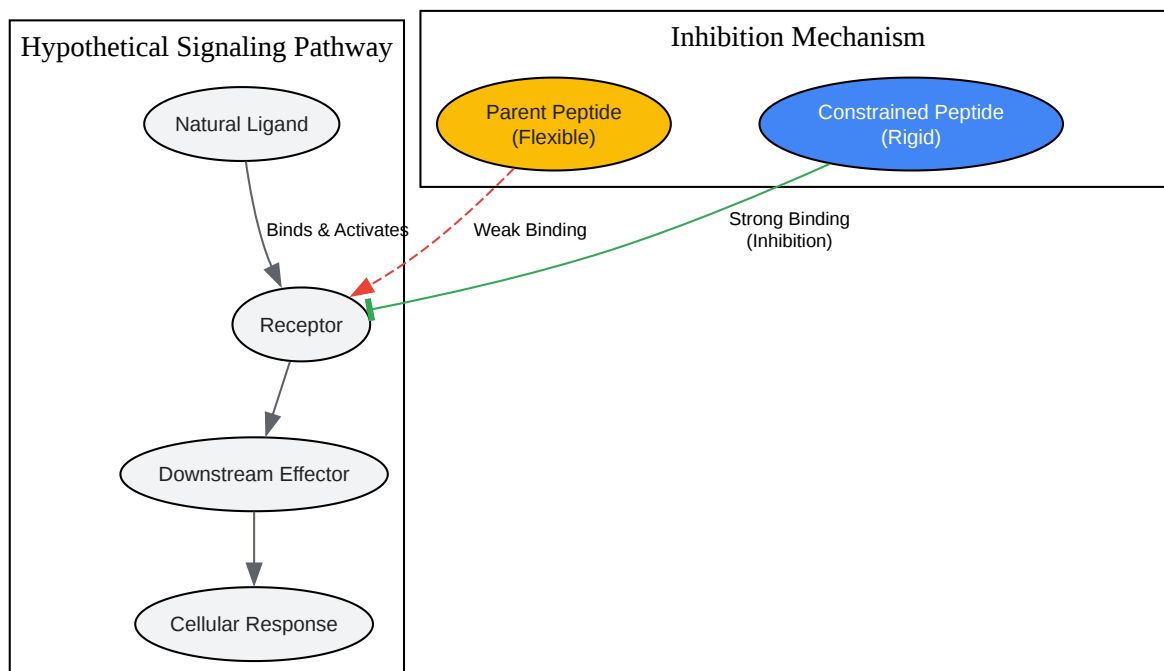 Hypothetical Signaling Pathway
Inhibition Mechanism
Natural Ligand
Parent Peptide
(Flexible)
Constrained Peptide
(Rigid)
Binds & Activates
Weak Binding
Strong Binding
(Inhibition)
Receptor
Downstream Effector
Cellular Response